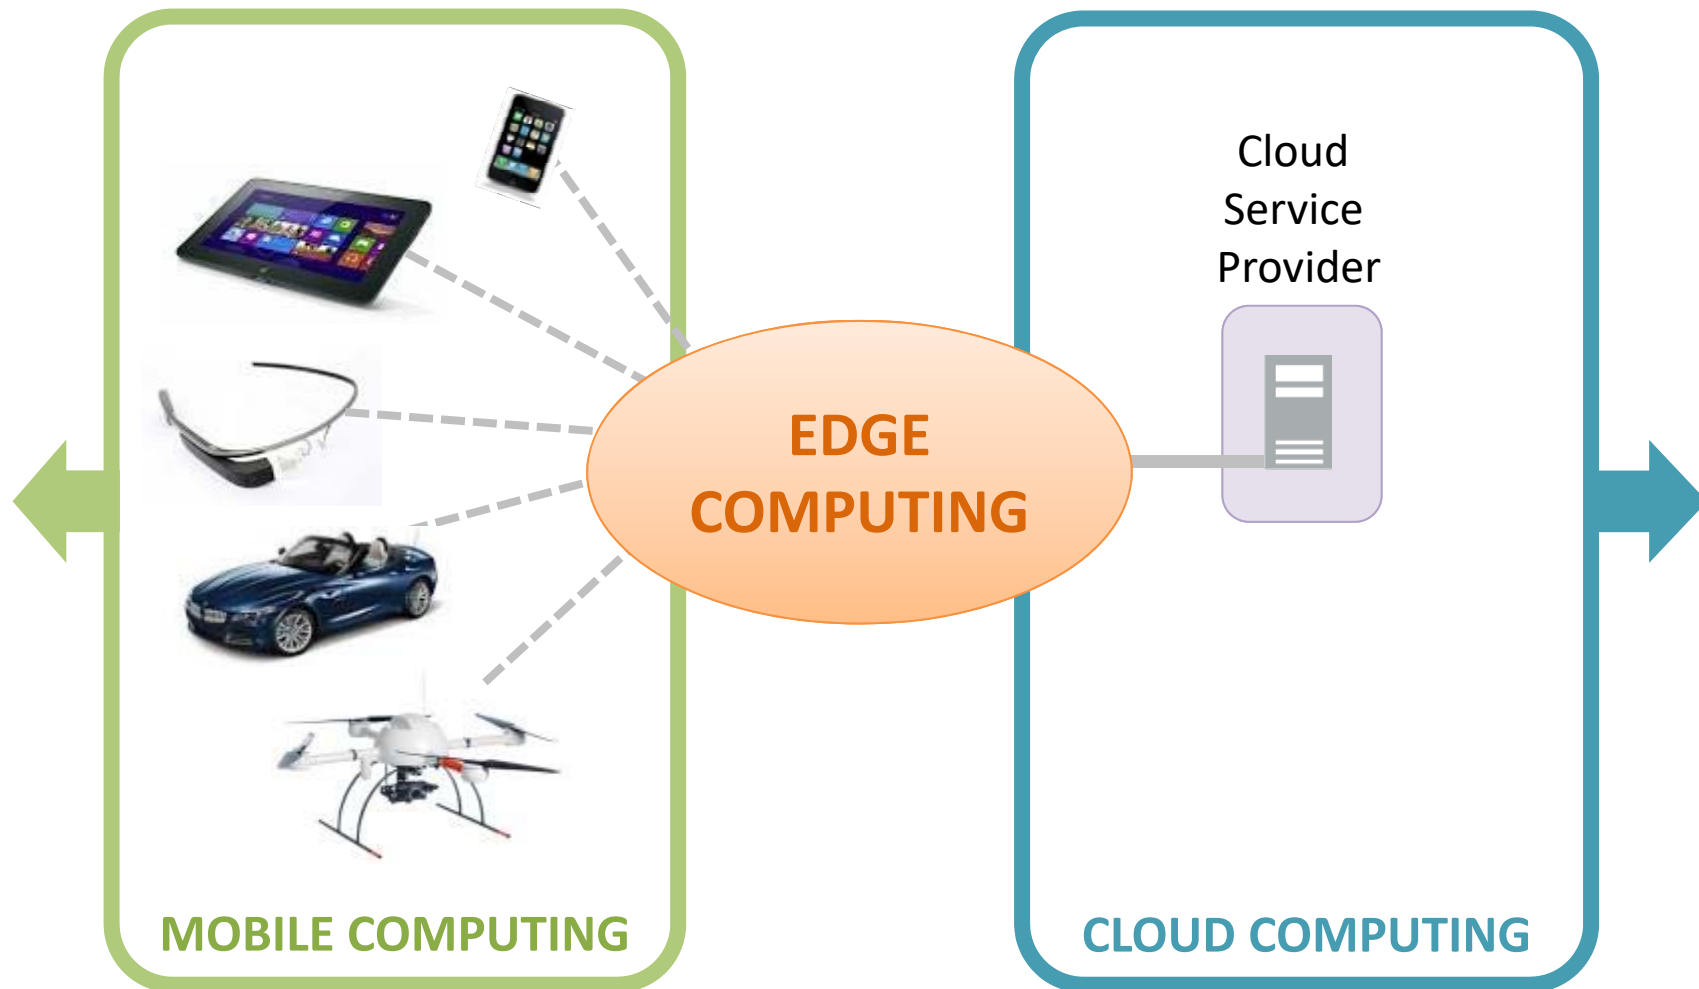 Cloud
Service
Provider
EDGE
COMPUTING
MOBILE COMPUTING
CLOUD COMPUTING